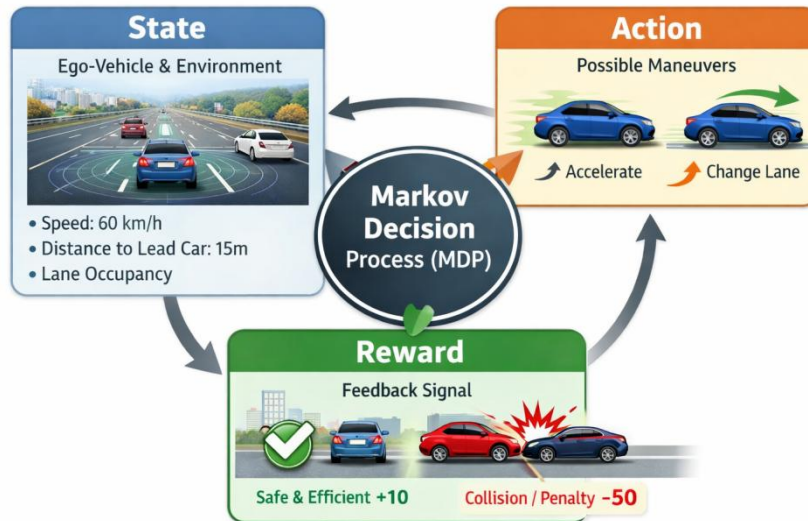 State
Ego-Vehicle & Environment
• Speed: 60 km/h
• Distance to Lead Car: 15m
• Lane Occupancy
Action
Possible Maneuvers
Accelerate
Change Lane
Markov
Decision
Process (MDP)
Reward
Feedback Signal
Safe & Efficient +10
Collision / Penalty -50